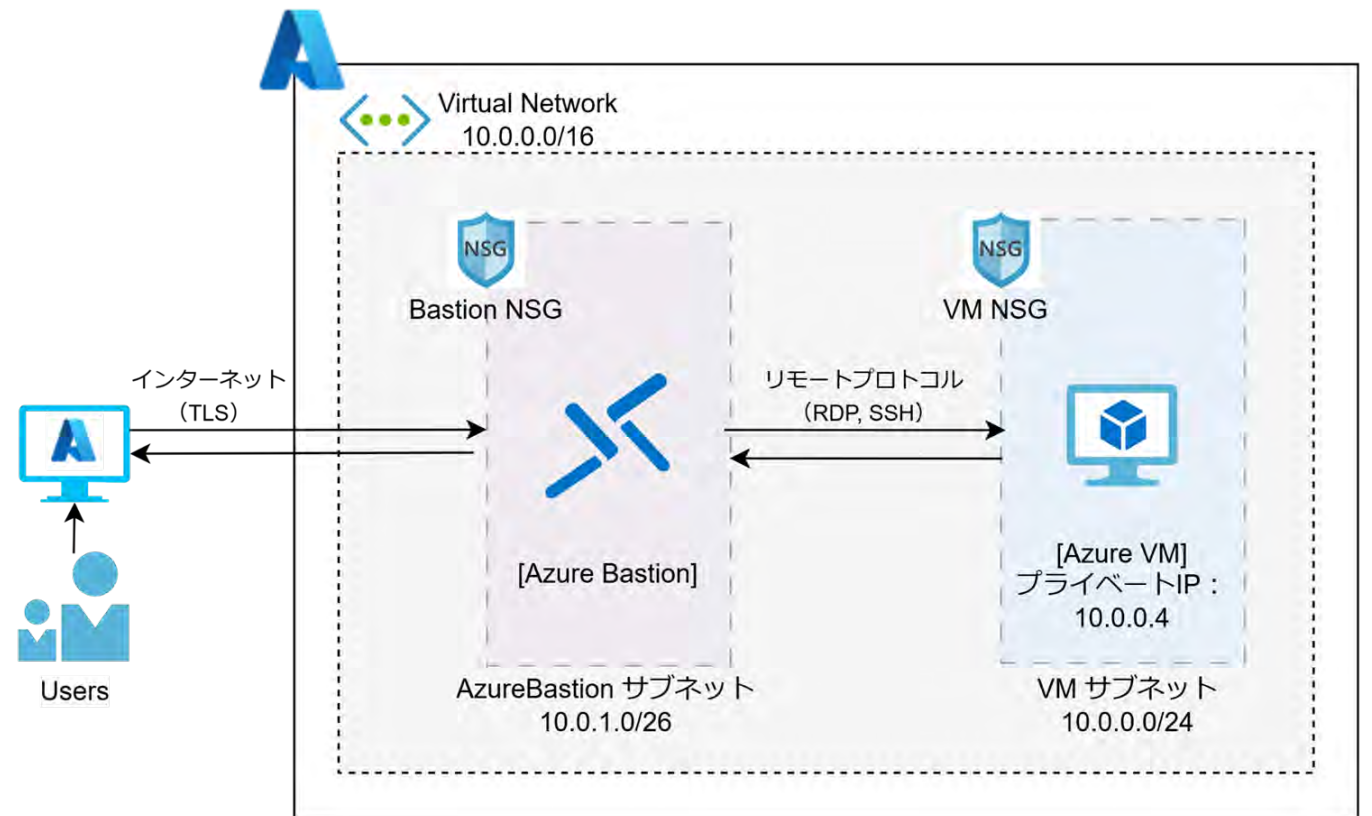 Virtual Network
10.0.0.0/16
NSG
Bastion NSG
NSG
VM NSG
インターネット
（TLS）
リモートプロトコル
（RDP, SSH）
[Azure Bastion]
[Azure VM]
プライベートIP：
10.0.0.4
Users
AzureBastion サブネット
10.0.1.0/26
VM サブネット
10.0.0.0/24